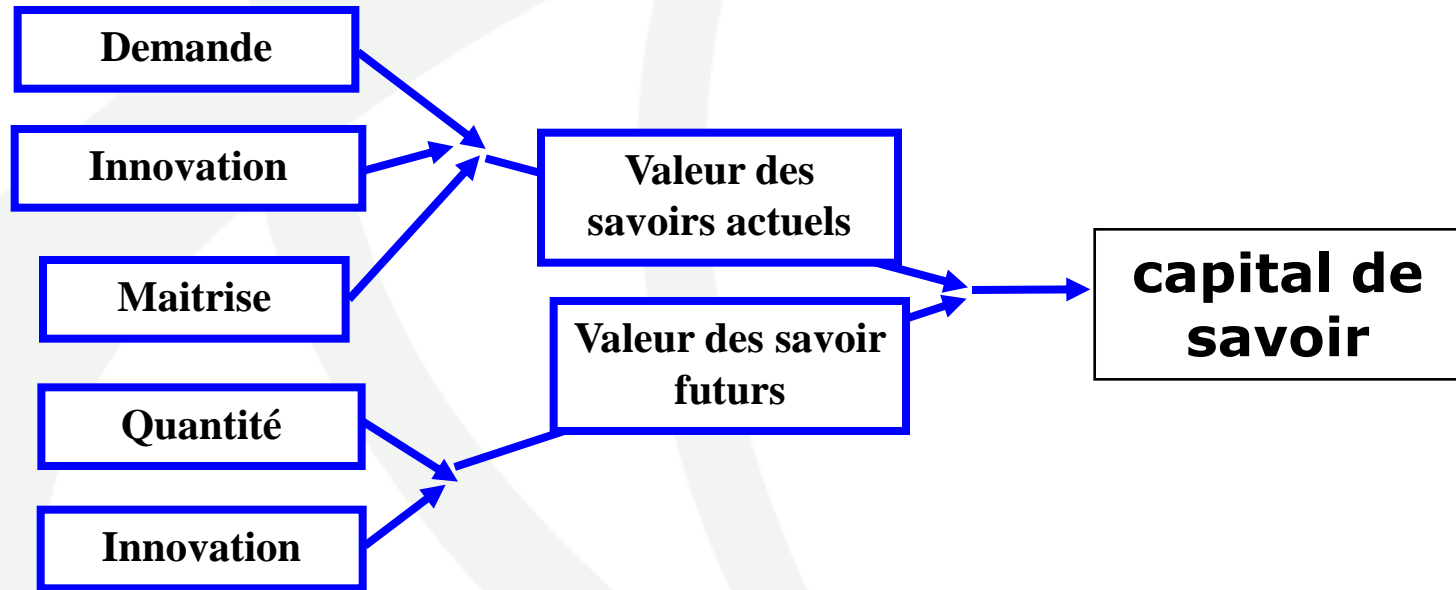 Demande
Innovation
Maitrise
Quantité
Innovation
Valeur des
savoirs actuels
Valeur des savoir
futurs
capital de
savoir